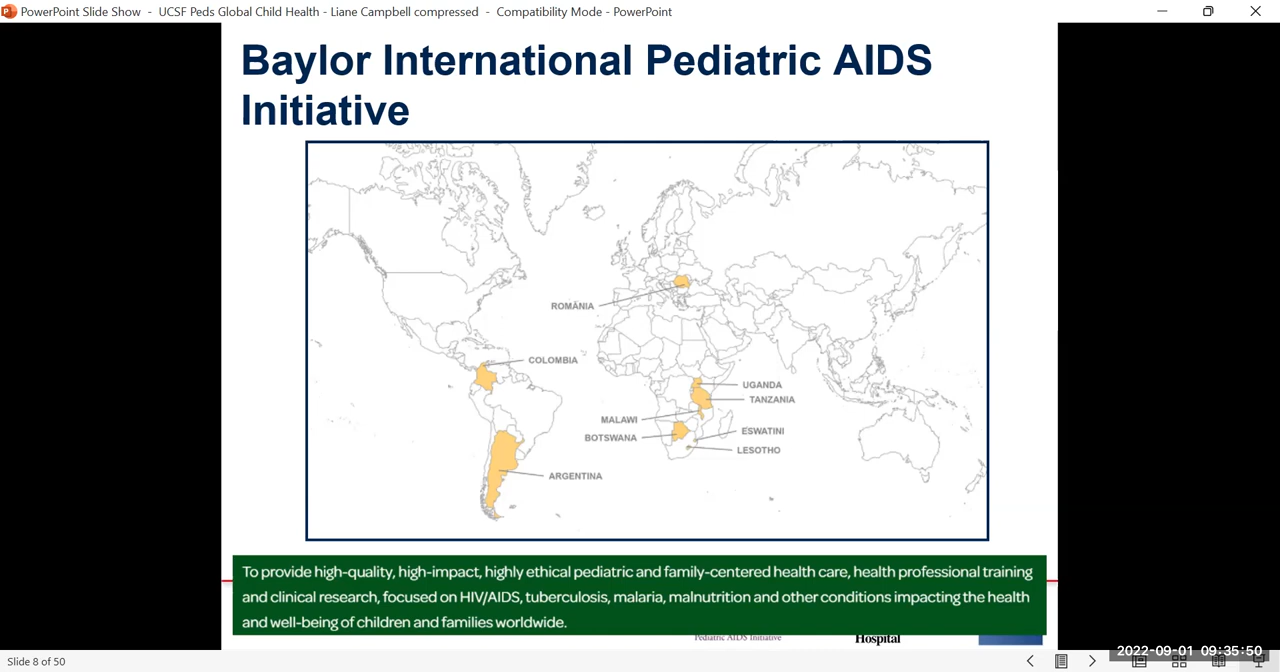 PowerPoint Slide Show - UCSF Peds Global Child Health - Liane Campbell compressed - Compatibility Mode - PowerPoint
Baylor International Pediatric AIDS
Initiative
ROMÂNIA
COLOMBIA
UGANDA
TANZANIA
MALAWI
ESWATINI
BOTSWANA
LESOTHO
ARGENTINA
To provide high-quality, high-impact, highly ethical pediatric and family-centered health care, health professional training
and clinical research, focused on HIV/AIDS, tuberculosis, malaria, malnutrition and other conditions impacting the health
and well-being of children and families worldwide.
Pediatric AIDS Initiative
Hospital
2022-09-01 09:35:50
Slide 8 of 50